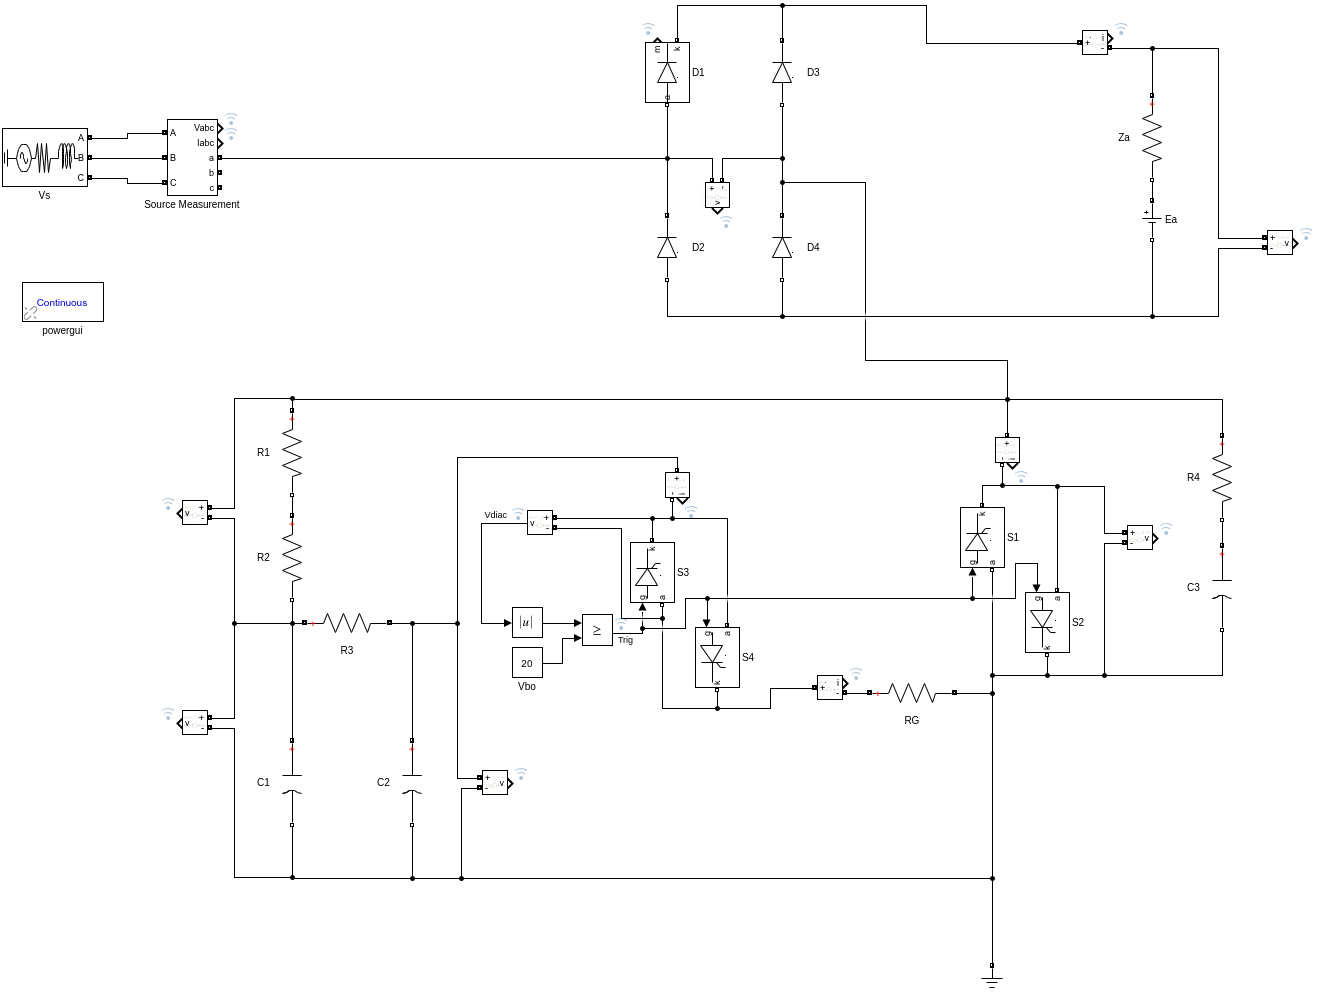 m
k
a
D1
D3
i
+
-
Za
A
B
C
Vs
A
B
C
Vabc
Iabc
a
b
c
Source Measurement
+
-
v
D2
D4
+
Ea
+
-
v
Continuous
powergui
R1
R2
R3
C1
C2
v
+
-
v
+
-
+
-
Vdiac
v
+
-
k
g
a
S3
|u|
≥
Trig
20
Vbo
g
a
k
S4
+
-
v
i
+
-
RG
+
-
k
g
a
S1
g
a
k
S2
+
-
v
R4
C3